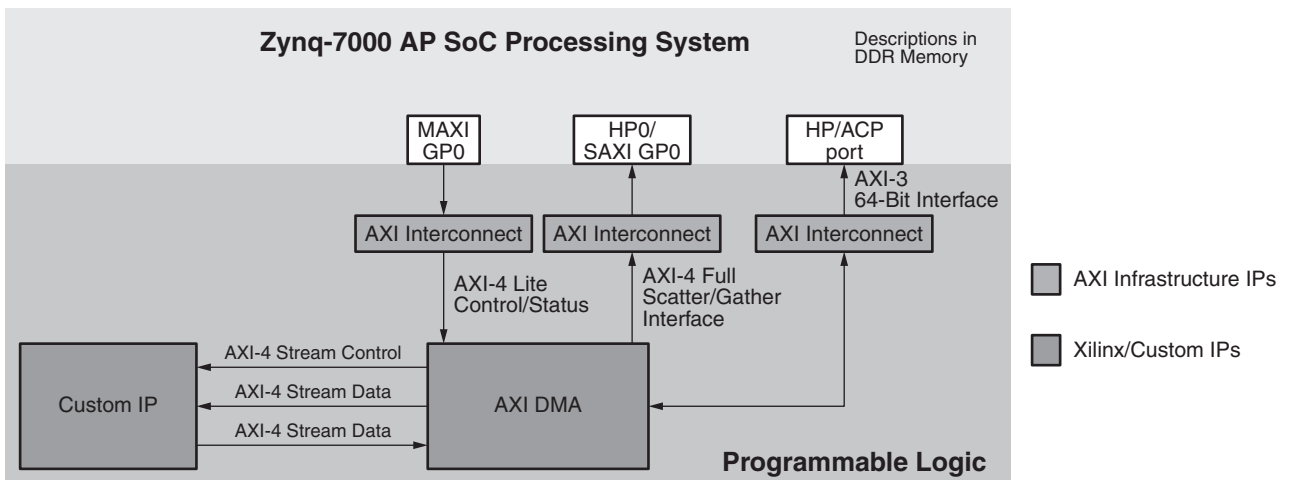 Zynq-7000 AP SoC Processing System
Descriptions in
DDR Memory
MAXI
GP0
HP0/
SAXI GP0
HP/ACP
port
AXI-3
64-Bit Interface
AXI Interconnect
AXI Interconnect
AXI Interconnect
AXI-4 Lite
Control/Status
AXI-4 Full
Scatter/Gather
Interface
AXI Infrastructure IPs
Xilinx/Custom IPs
Custom IP
AXI-4 Stream Control
AXI-4 Stream Data
AXI-4 Stream Data
AXI DMA
Programmable Logic